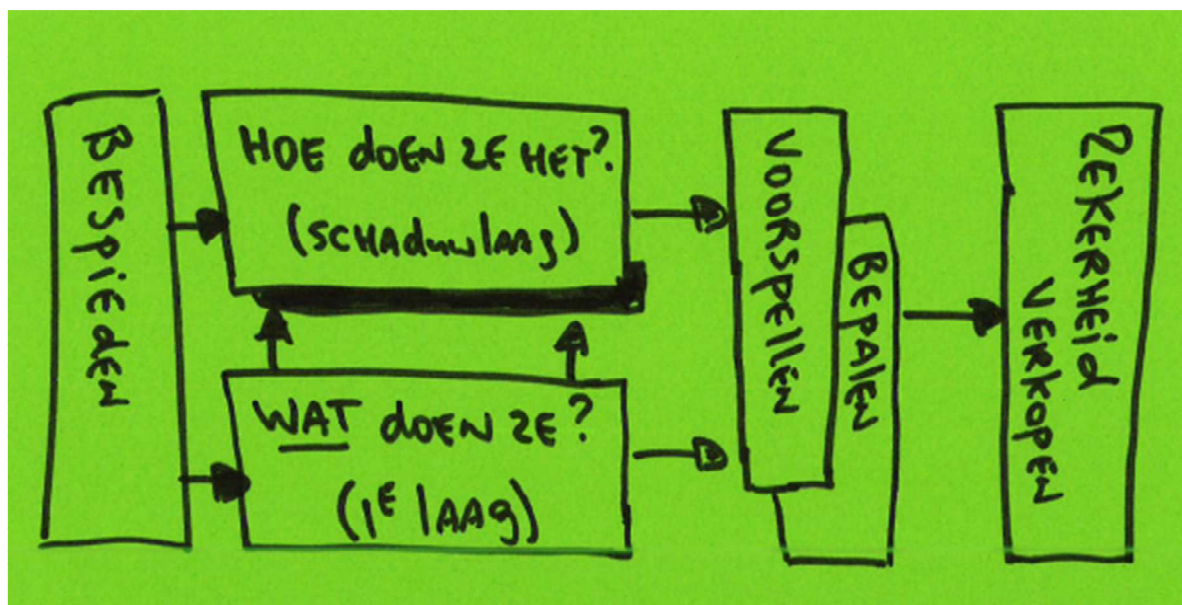 BESPIEDEN
HOE dOEN ZE HET?
(SCHAduwlAAg)
WAT dOEN ZE?
(1E lAAg)
VOORSPELLEN
BEPALEN
ZEKERHEId
VERKOPEN